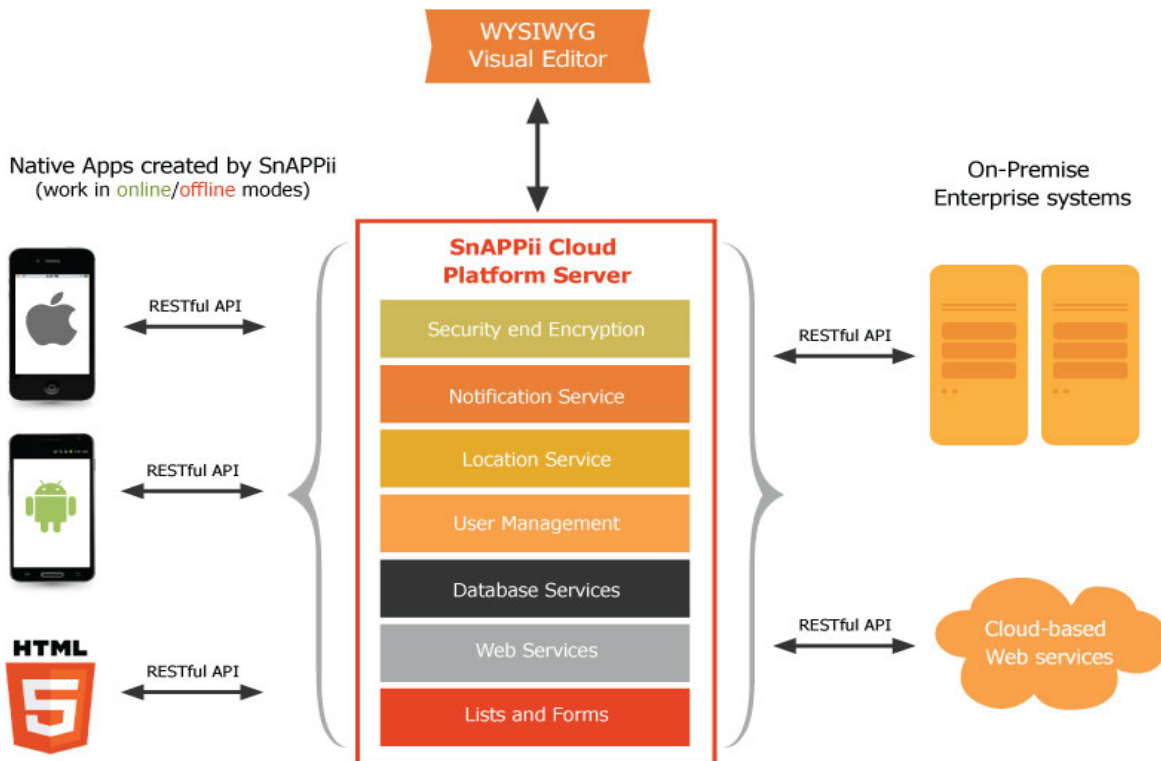 WYSIWYG
Visual Editor
Native Apps created by SnAPPii
(work in online/offline modes)
On-Premise
Enterprise systems
SnAPPii Cloud
Platform Server
RESTful API
Security end Encryption
RESTful API
Notification Service
Location Service
RESTful API
User Management
Database Services
Web Services
RESTful API
Cloud-based
Web services
HTML
5
RESTful API
Lists and Forms